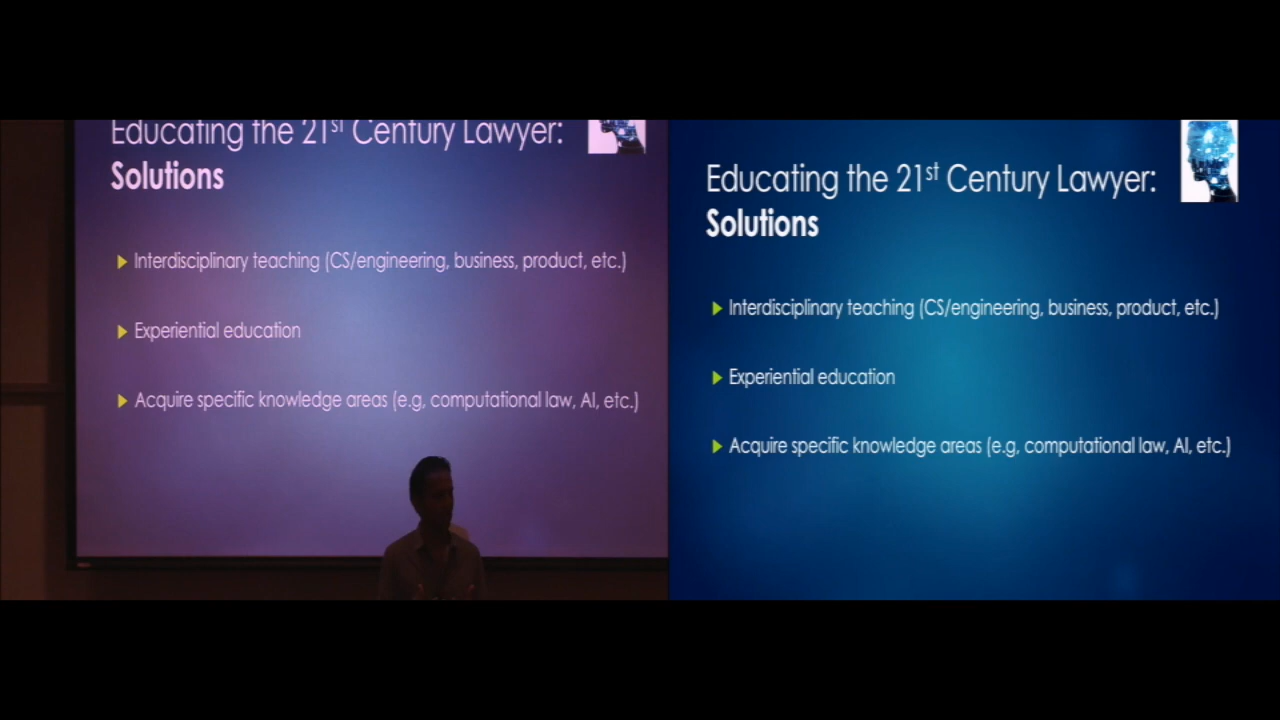 Educating the 21st Century Lawyer:
Solutions
Interdisciplinary teaching (CS/engineering, business, product, etc.)
Experiential education
Acquire specific knowledge areas (e.g, computational law, AI, etc.)
Educating the 21st Century Lawyer:
Solutions
Interdisciplinary teaching (CS/engineering, business, product, etc.)
Experiential education
Acquire specific knowledge areas (e.g, computational law, AI, etc.)